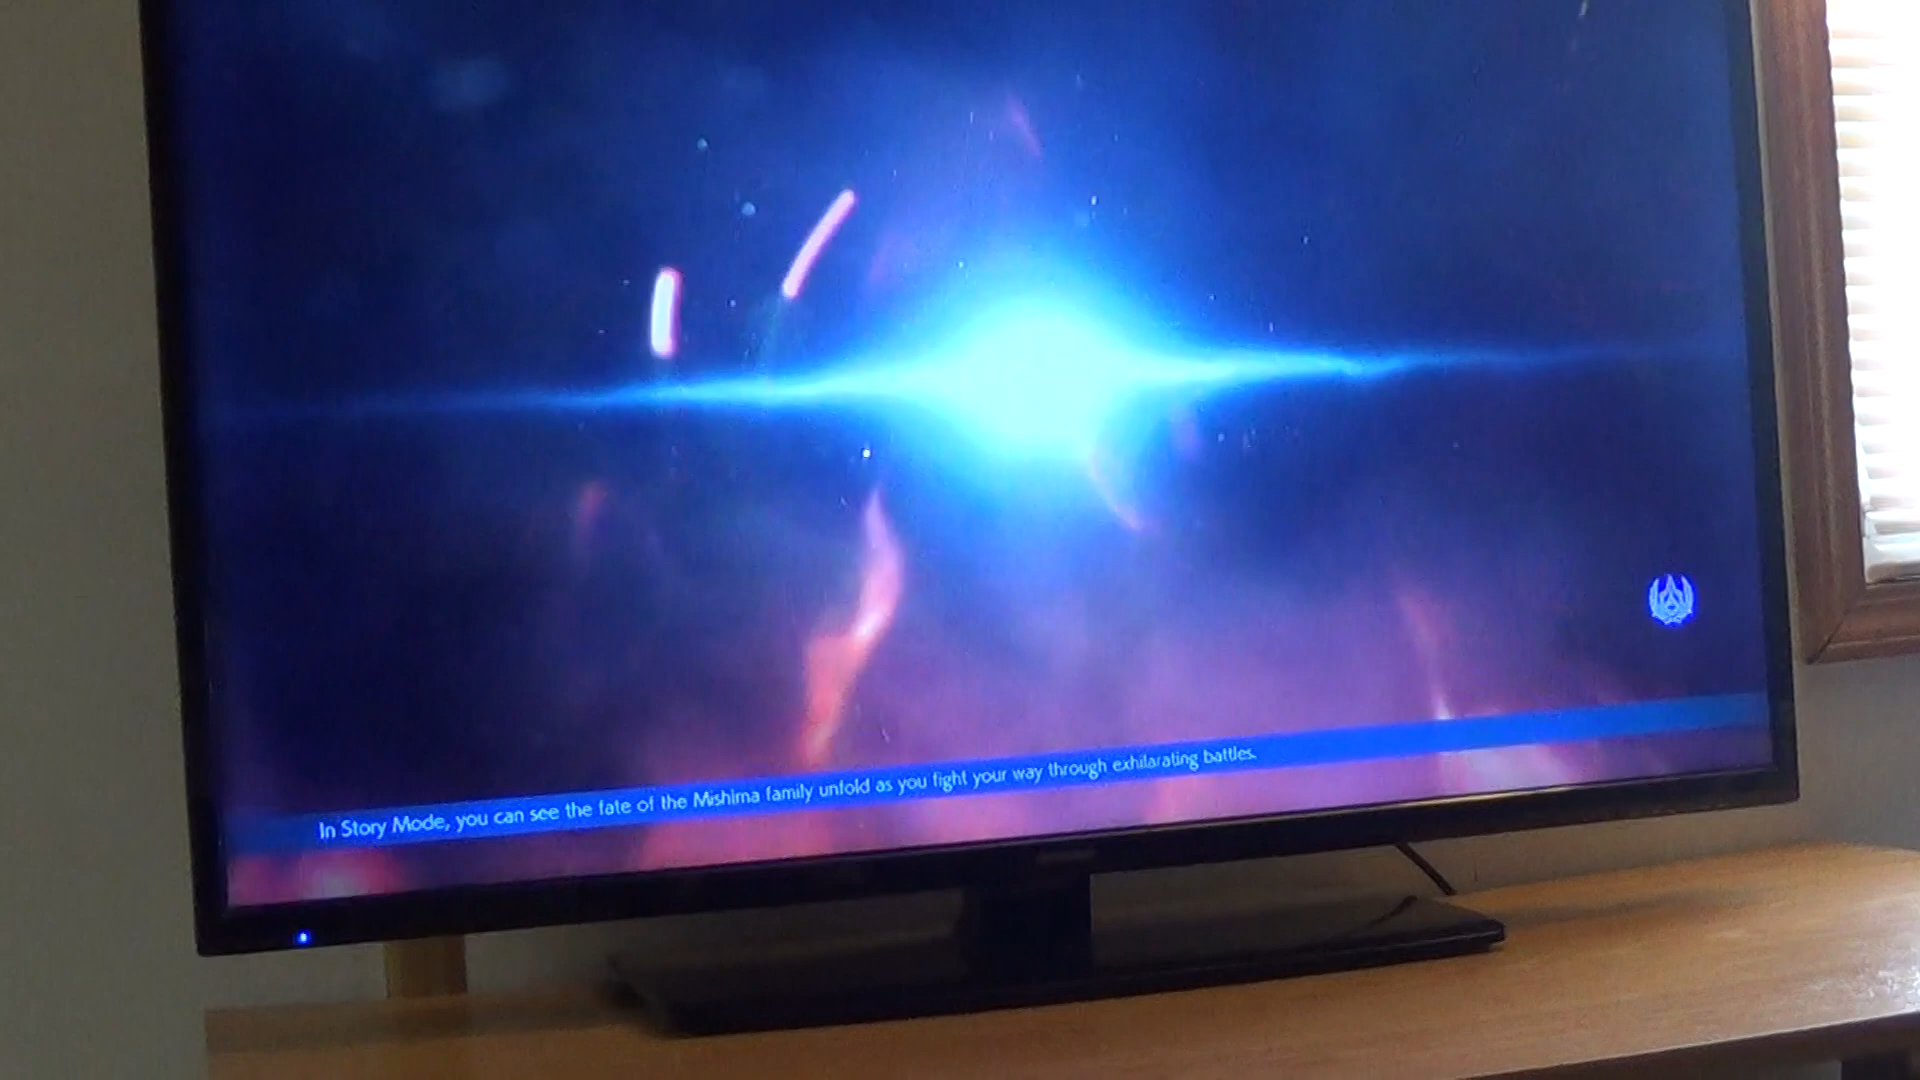 In Story Mode, you can see the fate of the Mishima family unfold as you fight your way through exhilarating battles.